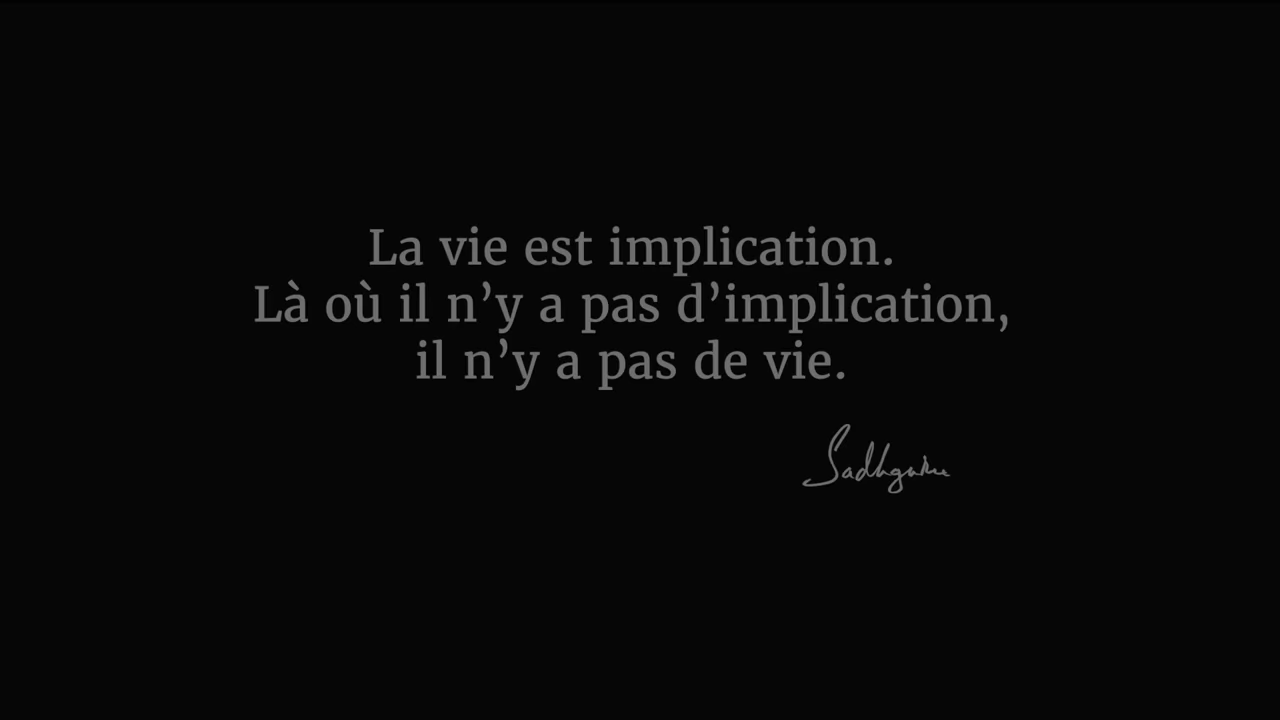 La vie est implication.
Là où il n’y a pas d’implication,
il n’y a pas de vie.
Sadhguru